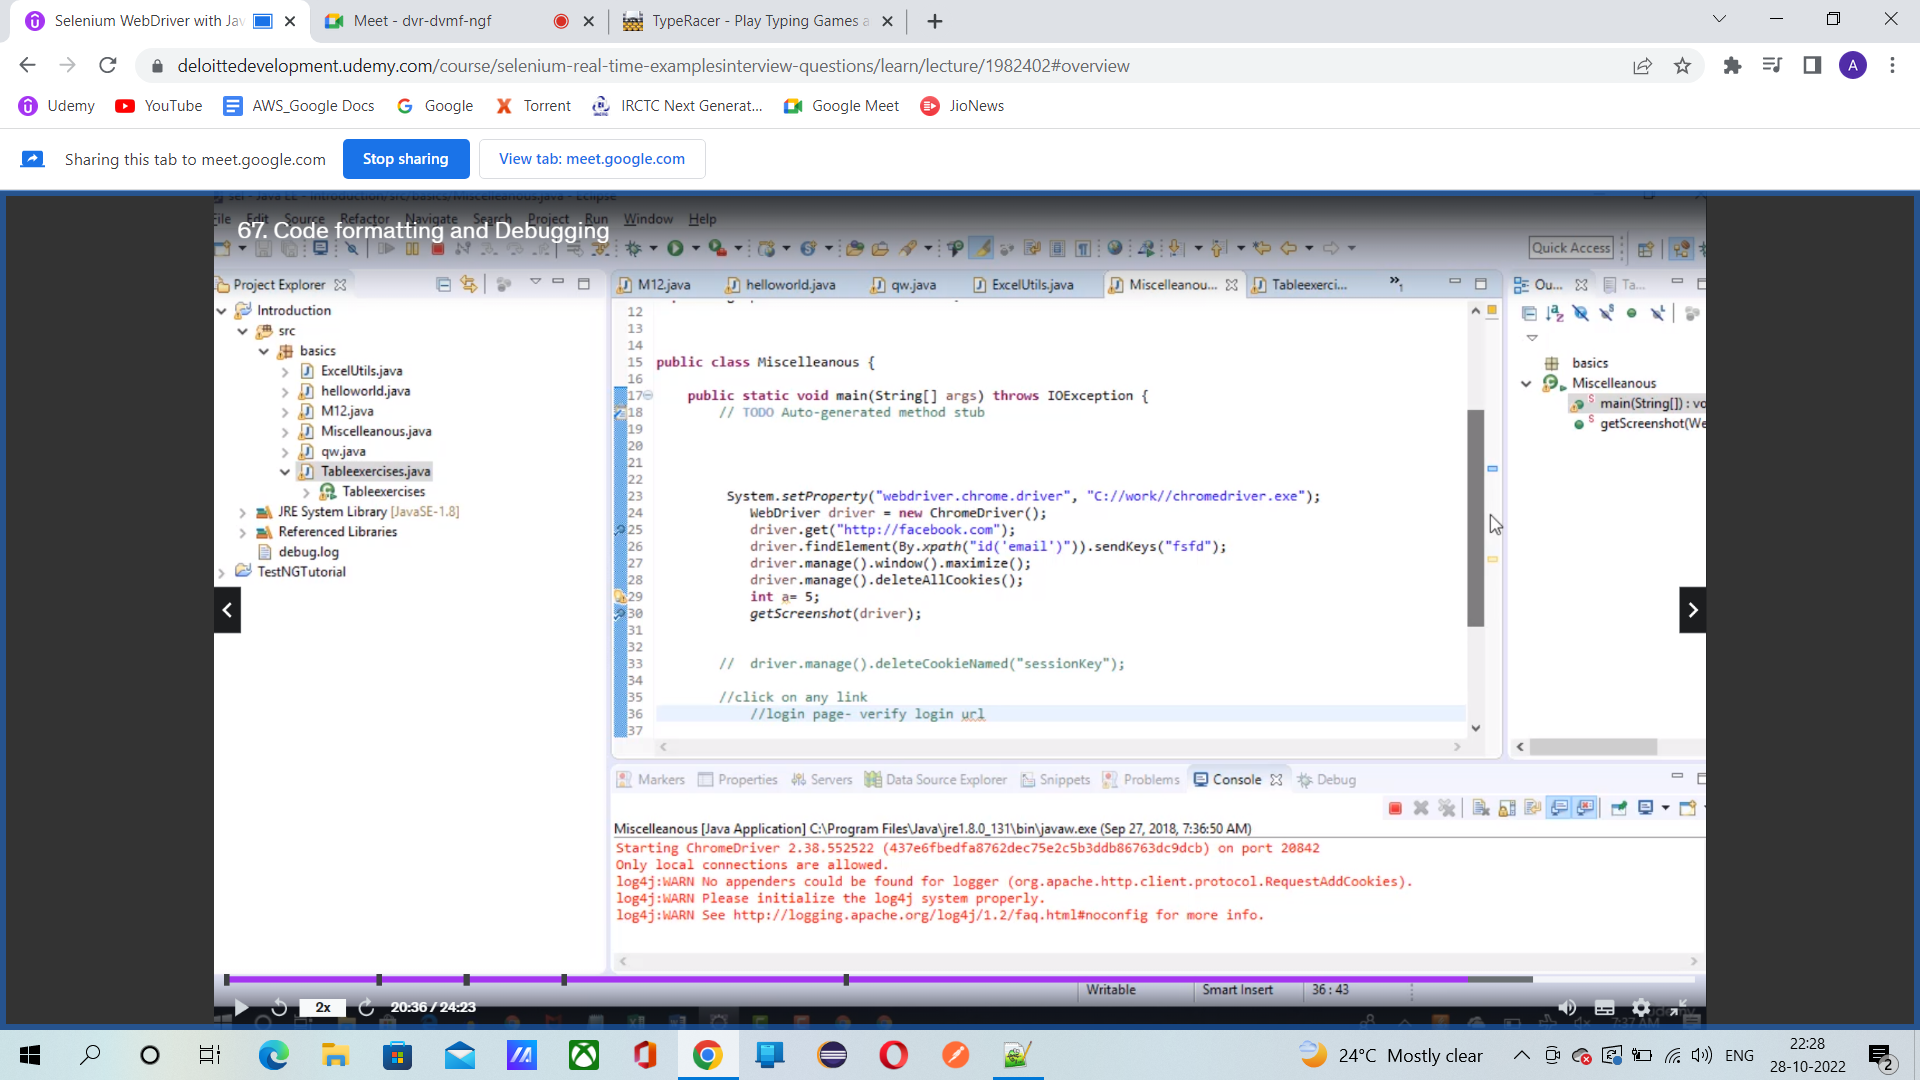 Selenium WebDriver with Jav
Meet - dvr-dvmf-ngf
TypeRacer - Play Typing Games a
deloittedevelopment.udemy.com/course/selenium-real-time-examplesinterview-questions/learn/lecture/1982402#overview
A
Udemy
YouTube
AWS_Google Docs
Google
Torrent
IRCTC Next Generat...
Google Meet
JioNews
Sharing this tab to meet.google.com
Stop sharing
View tab: meet.google.com
File Edit Source Refactor Navigate Search Project Run Window Help
67. Code formatting and Debugging
Quick Access
Project Explorer
M12.java
helloworld.java
qw.java
ExcelUtils.java
Miscelleanou...
Tableexerci...
Ou...
Ta...
Introduction
src
basics
ExcelUtils.java
helloworld.java
M12.java
Miscelleanous.java
qw.java
Tableexercises.java
Tableexercises
JRE System Library [JavaSE-1.8]
Referenced Libraries
debug.log
TestNGTutorial
12
13
14
15 public class Miscelleanous {
16
17 public static void main(String[] args) throws IOException {
18 // TODO Auto-generated method stub
19
20
21
22
23 System.setProperty("webdriver.chrome.driver", "C://work//chromedriver.exe");
24 WebDriver driver = new ChromeDriver();
25 driver.get("http://facebook.com");
26 driver.findElement(By.xpath("id('email')")).sendKeys("fsfd");
27 driver.manage().window().maximize();
28 driver.manage().deleteAllCookies();
29 int a= 5;
30 getScreenshot(driver);
31
32
33 // driver.manage().deleteCookieNamed("sessionKey");
34
35 //click on any link
36 //login page- verify login url
37
basics
Miscelleanous
main(String[]) : vo
getScreenshot(We
Markers
Properties
Servers
Data Source Explorer
Snippets
Problems
Console
Debug
Miscelleanous [Java Application] C:\Program Files\Java\jre1.8.0_131\bin\javaw.exe (Sep 27, 2018, 7:36:50 AM)
Starting ChromeDriver 2.38.552522 (437e6fbedfa8762dec75e2c5b3ddb86763dc9dcb) on port 20842
Only local connections are allowed.
log4j:WARN No appenders could be found for logger (org.apache.http.client.protocol.RequestAddCookies).
log4j:WARN Please initialize the log4j system properly.
log4j:WARN See http://logging.apache.org/log4j/1.2/faq.html#noconfig for more info.
Writable
Smart Insert
36 : 43
2x
20:36 / 24:23
24°C Mostly clear
ENG
22:28
28-10-2022
2